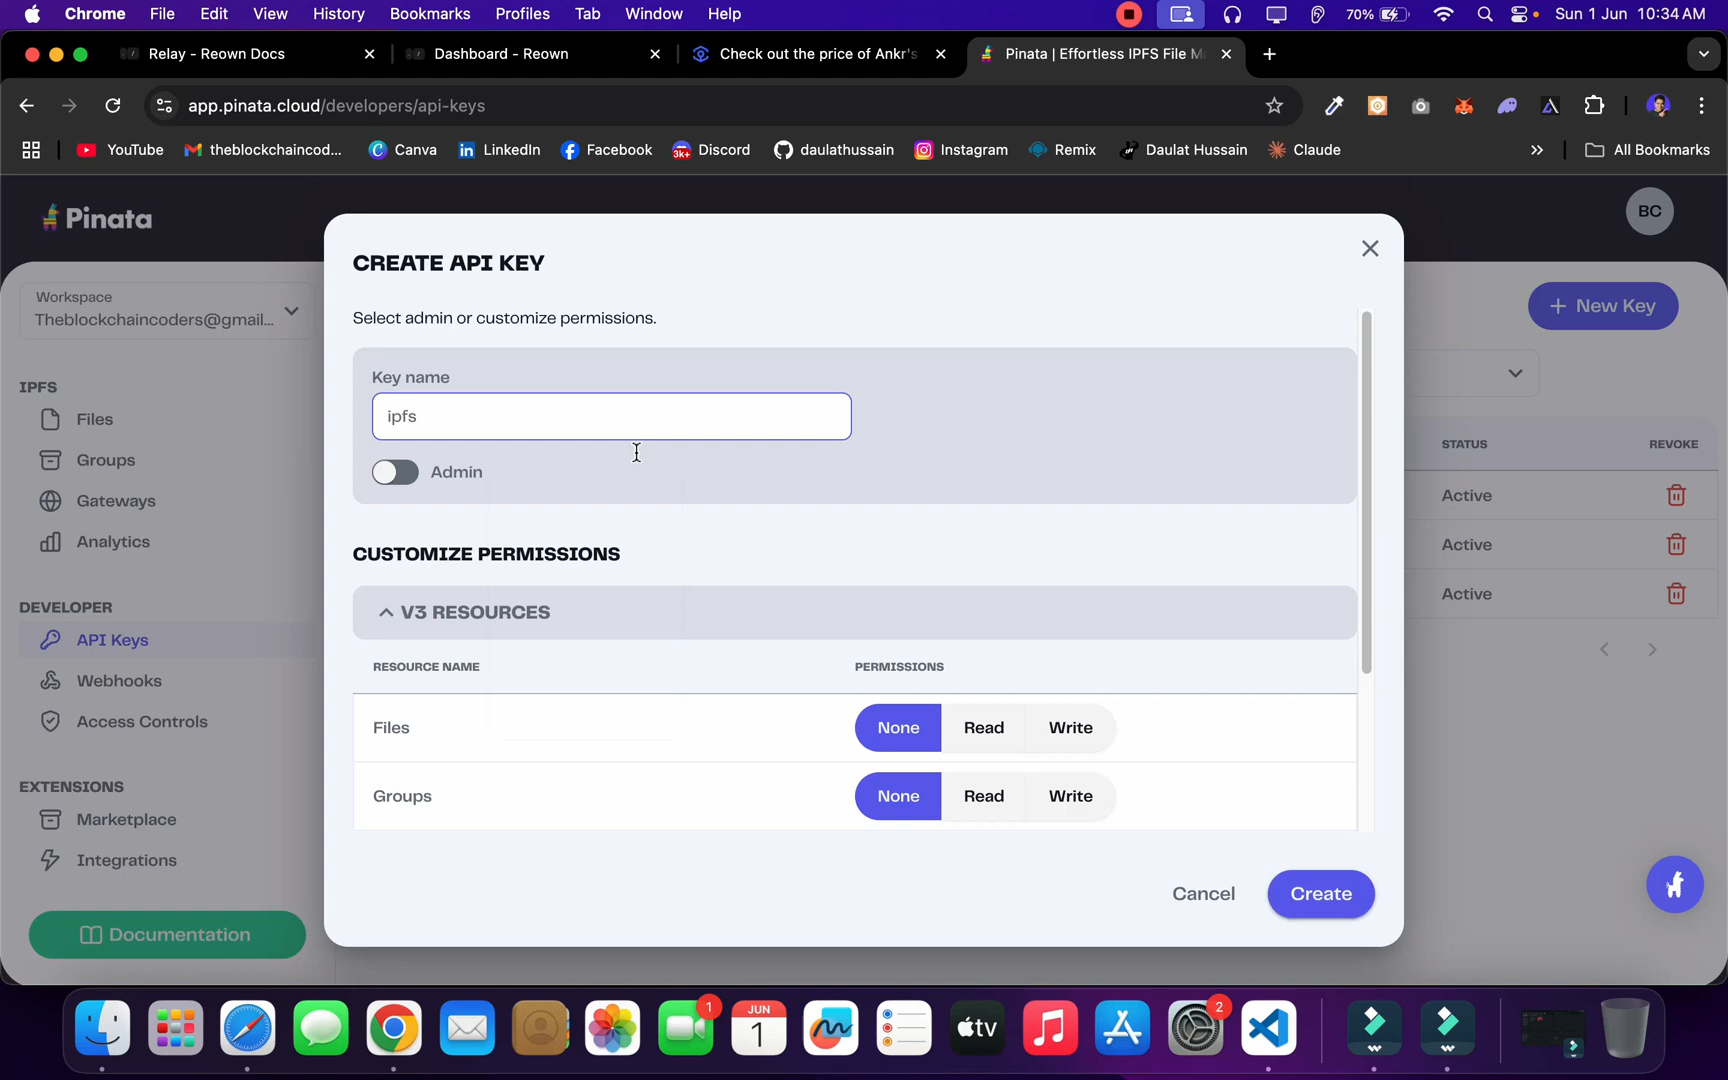 Chrome File Edit View History Bookmarks Profiles Tab Window Help 70% Sun 1 Jun 10:34 AM
Relay - Reown Docs Dashboard - Reown Check out the price of Ankr's Pinata | Effortless IPFS File Ma
app.pinata.cloud/developers/api-keys
YouTube theblockchaincod... Canva LinkedIn Facebook 3K+ Discord daulathussain Instagram Remix Daulat Hussain Claude All Bookmarks
Pinata
BC
Workspace
Theblockchaincoders@gmail...
IPFS
Files
Groups
Gateways
Analytics
DEVELOPER
API Keys
Webhooks
Access Controls
EXTENSIONS
Marketplace
Integrations
Documentation
CREATE API KEY
Select admin or customize permissions.
Key name
ipfs
Admin
CUSTOMIZE PERMISSIONS
V3 RESOURCES
RESOURCE NAME PERMISSIONS
Files None Read Write
Groups None Read Write
Cancel Create
New Key
STATUS REVOKE
Active
Active
Active
1 JUN 1 tv 2